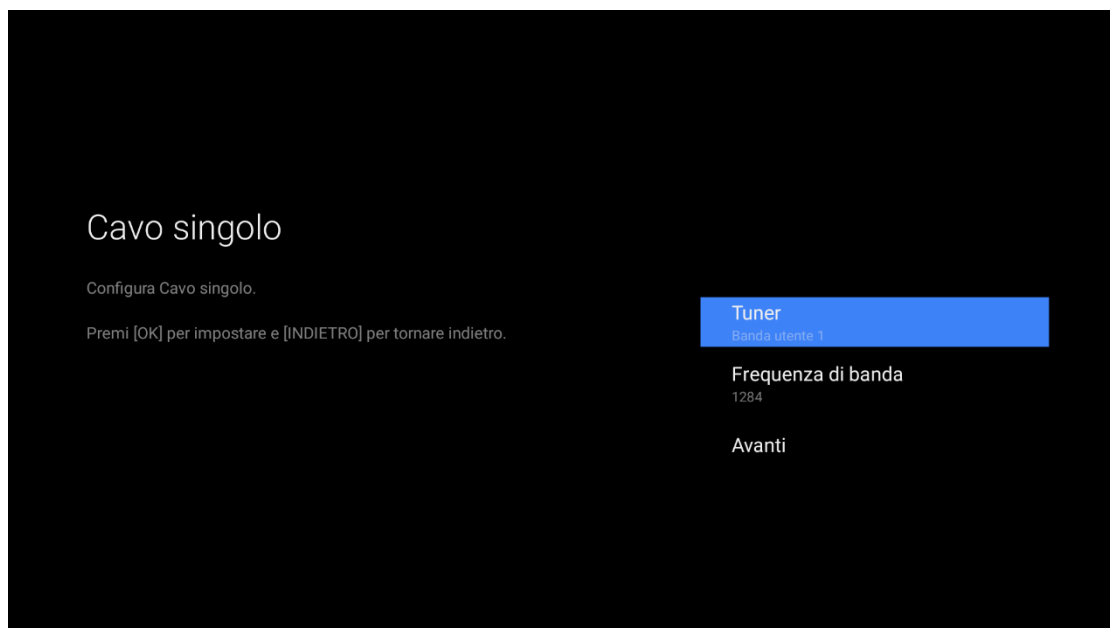 Cavo singolo
Configura Cavo singolo.
Premi [OK] per impostare e [INDIETRO] per tornare indietro.
Tuner
Banda utente 1
Frequenza di banda
1284
Avanti